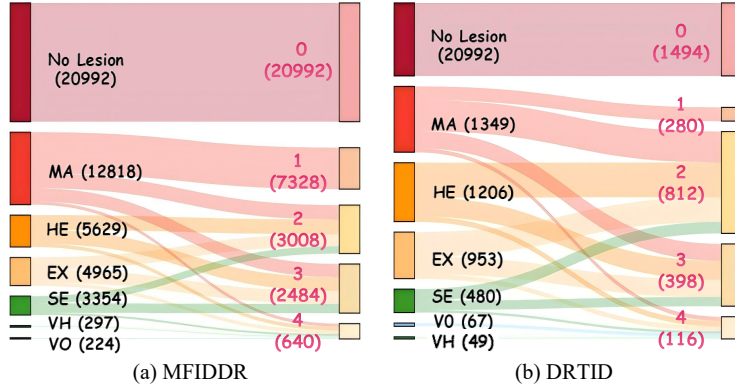 No Lesion
(20992)
0
(20992)
MA (12818)
1
(7328)
HE (5629)
2
(3008)
EX (4965)
3
(2484)
SE (3354)
VH (297)
4
VO (224)
(640)
(a) MFIDDR
No Lesion
(20992)
0
(1494)
MA (1349)
1
(280)
HE (1206)
2
(812)
EX (953)
3
(398)
SE (480)
V0 (67)
4
VH (49)
(116)
(b) DRTID